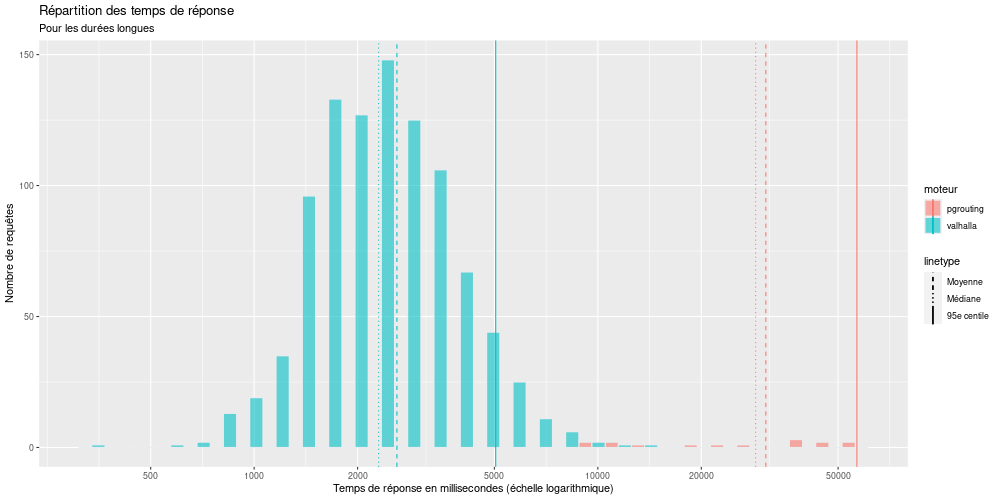 Répartition des temps de réponse
Pour les durées longues
150
100
50
0
Nombre de requêtes
500
1000
2000
5000
10000
20000
50000
Temps de réponse en millisecondes (échelle logarithmique)
moteur
pgrouting
valhalla
linetype
Moyenne
Médiane
95e centile